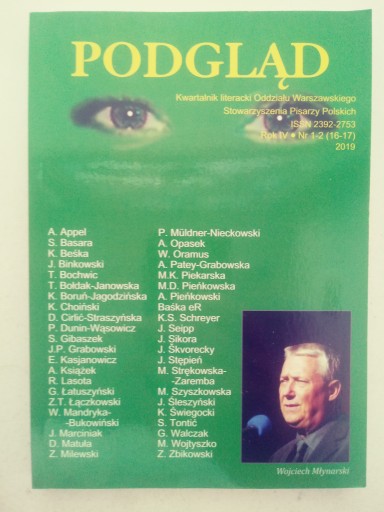 PODGLĄD
Kwartalnik literacki Oddziału Warszawskiego
Stowarzyszenia Pisarzy Polskich
ISSN 2392-2753
Rok IV • Nr 1-2 (16-17)
2019
A. Appel
S. Basara
K. Beśka
J. Binkowski
T. Bochwic
T. Bołdak-Janowska
K. Boruń-Jagodzińska
K. Choiński
D. Cirlić-Straszyńska
P. Dunin-Wąsowicz
S. Gibaszek
J.P. Grabowski
E. Kasjanowicz
A. Książek
R. Lasota
G. Łatuszyński
Z.T. Łączkowski
W. Mandryka-
-Bukowiński
J. Marciniak
D. Matuła
Z. Milewski
P. Müldner-Nieckowski
A. Opasek
W. Oramus
A. Patey-Grabowska
M.K. Piekarska
M.D. Pieńkowska
A. Pieńkowski
Baśka eR
K.S. Schreyer
J. Seipp
J. Sikora
J. Škvorecky
J. Stępień
M. Strękowska-
-Zaremba
M. Szyszkowska
J. Śleszyński
K. Święgocki
S. Tontić
G. Walczak
M. Wojtyszko
Z. Zbikowski
Wojciech Młynarski